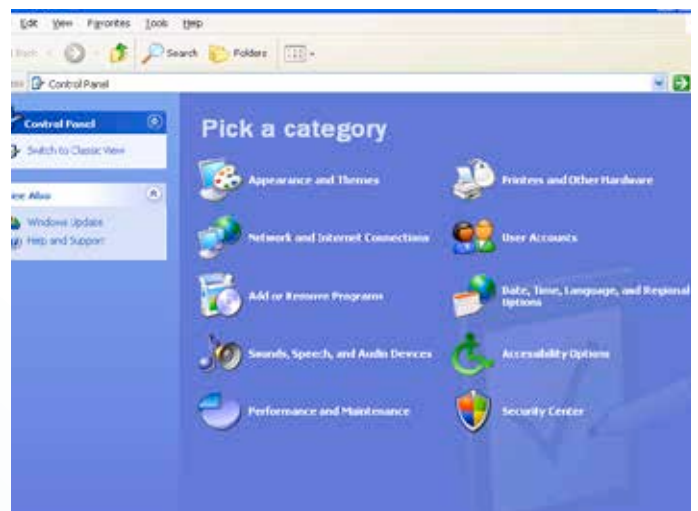 Edit View Favorites Tools Help
Search Folders
Control Panel
Control Panel
Switch to Classic View
See Also
Windows Update
Help and Support
Pick a category
Appearance and Themes
Printers and Other Hardware
Network and Internet Connections
User Accounts
Add or Remove Programs
Date, Time, Language, and Regional
Options
Sounds, Speech, and Audio Devices
Accessibility Options
Performance and Maintenance
Security Center